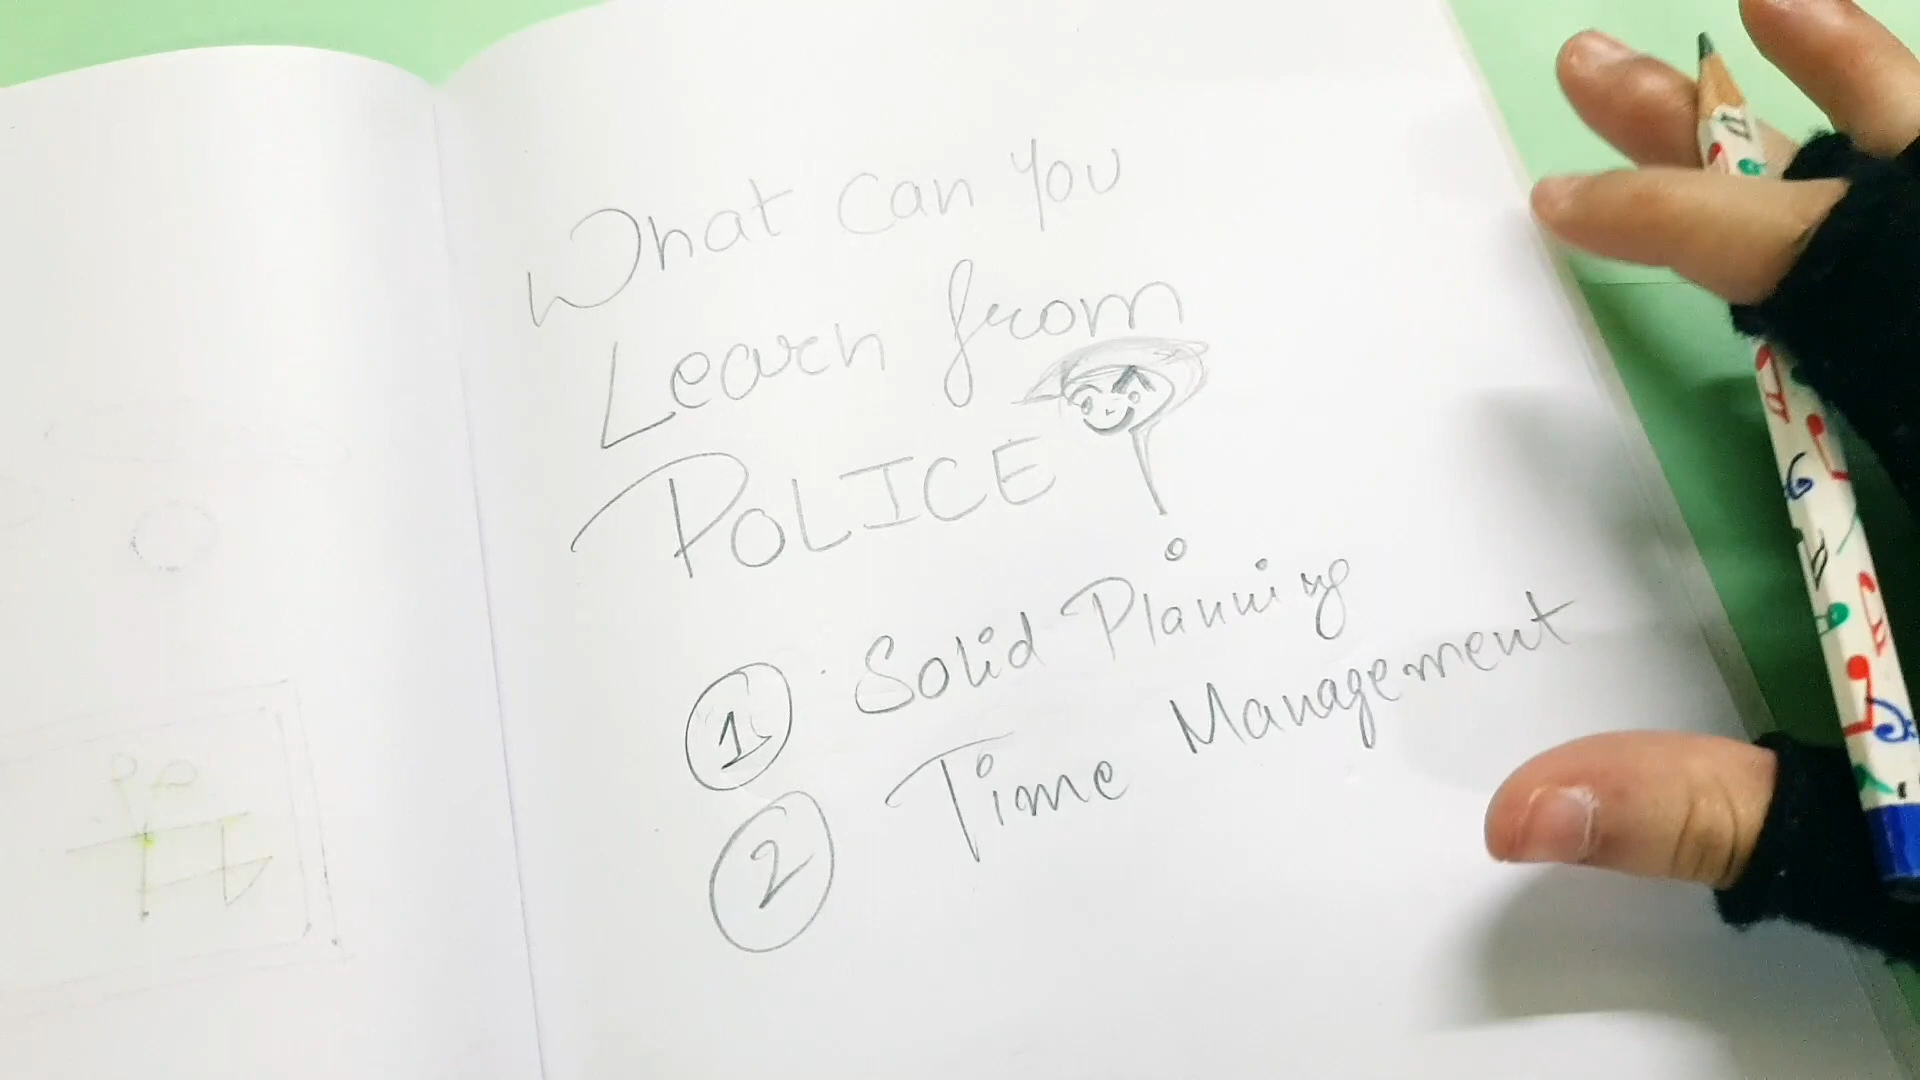 What can you
Learn from
POLICE?
1 Solid Planning
2 Time Management